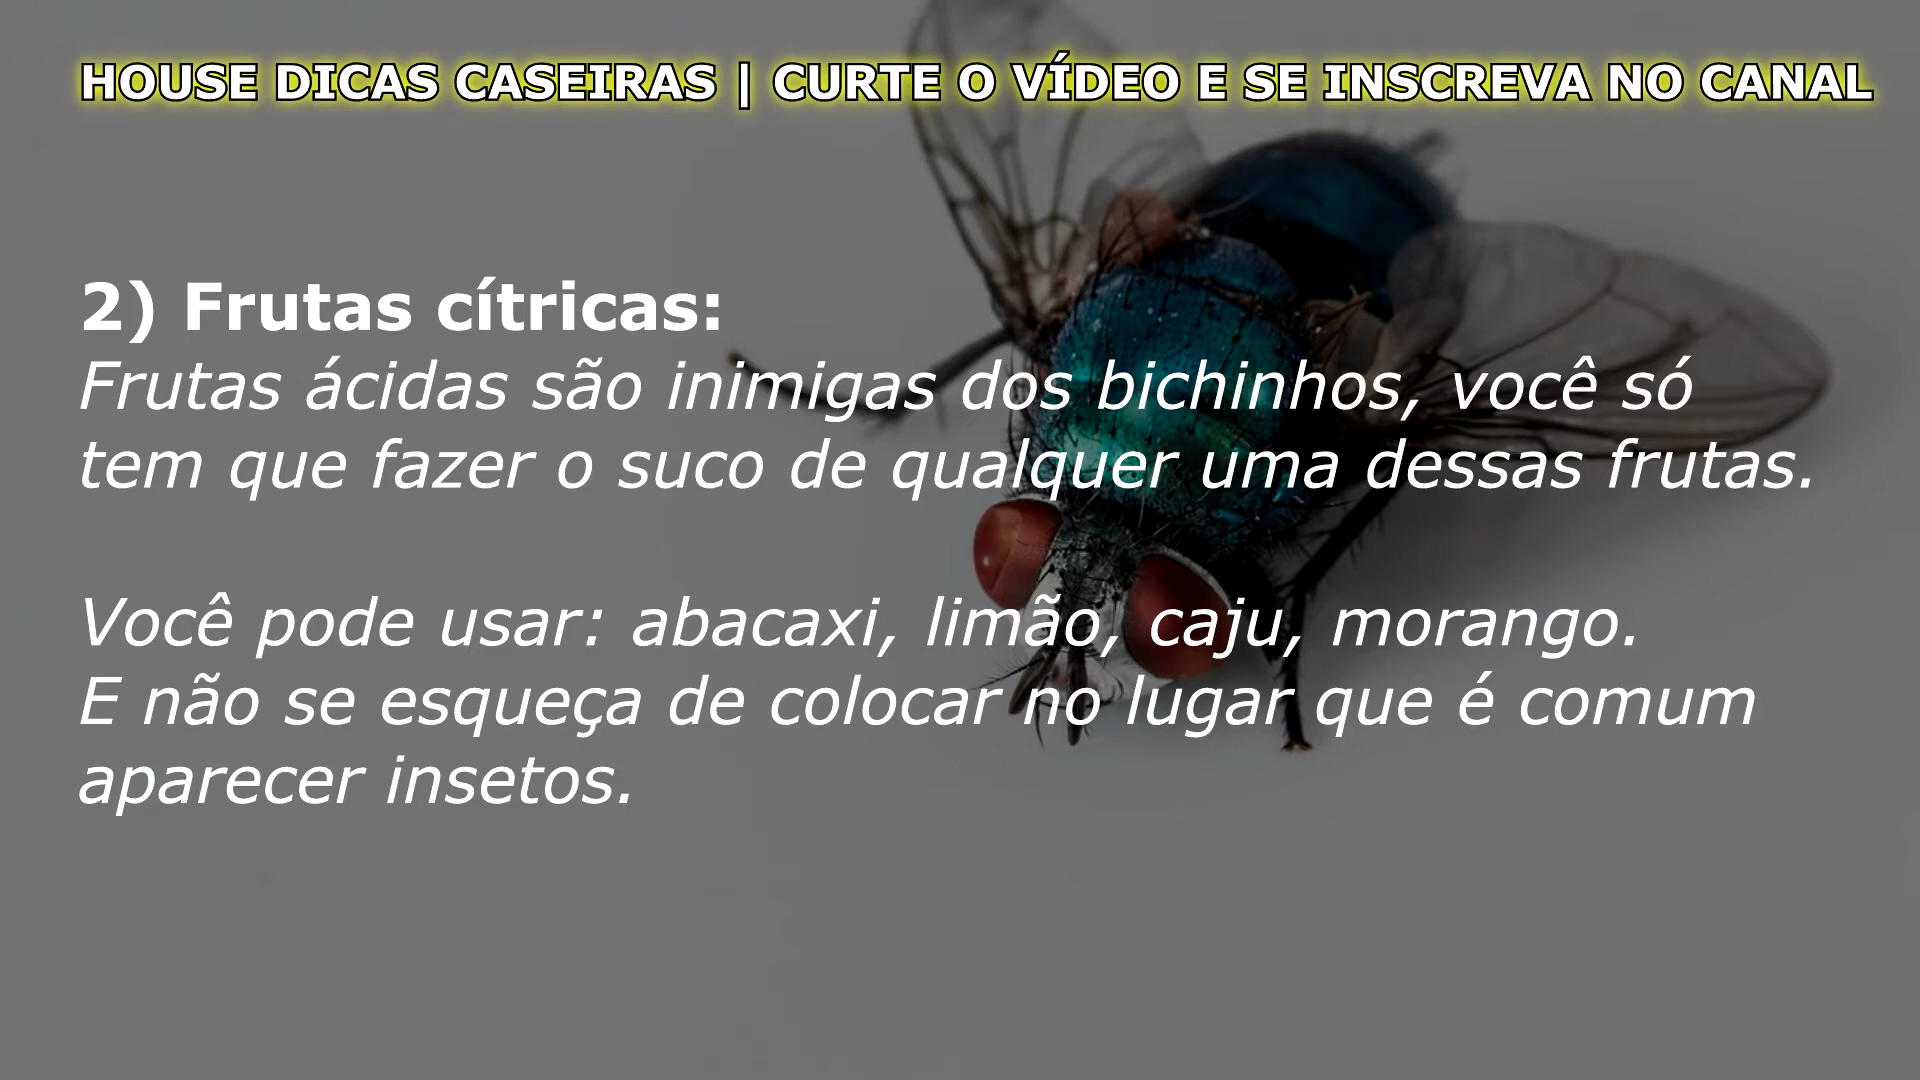 HOUSE DICAS CASEIRAS | CURTE O VÍDEO E SE INSCREVA NO CANAL
2) Frutas cítricas:
Frutas ácidas são inimigas dos bichinhos, você só
tem que fazer o suco de qualquer uma dessas frutas.
Você pode usar: abacaxi, limão, caju, morango.
E não se esqueça de colocar no lugar que é comum
aparecer insetos.